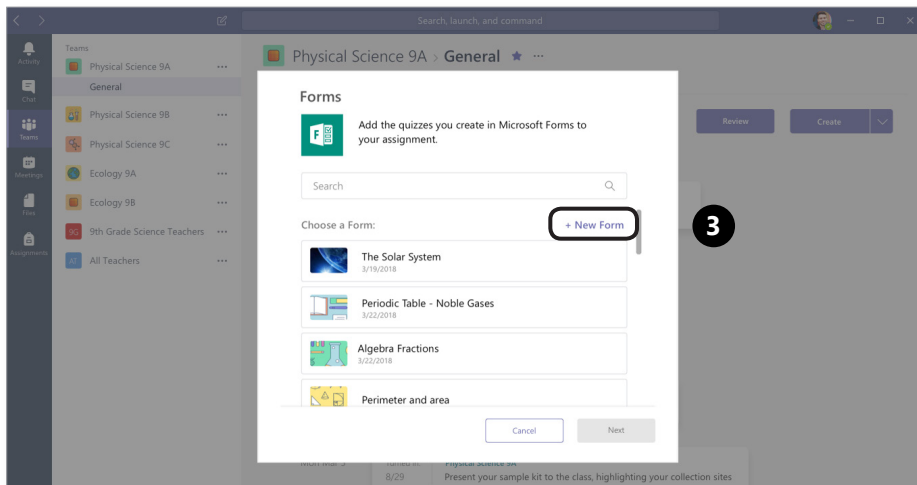 Search, launch, and command
Activity
Chat
Teams
Meetings
Files
Assignments
Teams
Physical Science 9A
General
Physical Science 9B
Physical Science 9C
Ecology 9A
Ecology 9B
9G 9th Grade Science Teachers
AT All Teachers
Physical Science 9A > General
Review
Create
Forms
F
Add the quizzes you create in Microsoft Forms to
your assignment.
Search
Choose a Form:
+ New Form
3
The Solar System
3/19/2018
Periodic Table - Noble Gases
3/22/2018
Algebra Fractions
3/22/2018
Perimeter and area
Cancel
Next
8/29
Physical Science 9A
Present your sample kit to the class, highlighting your collection sites